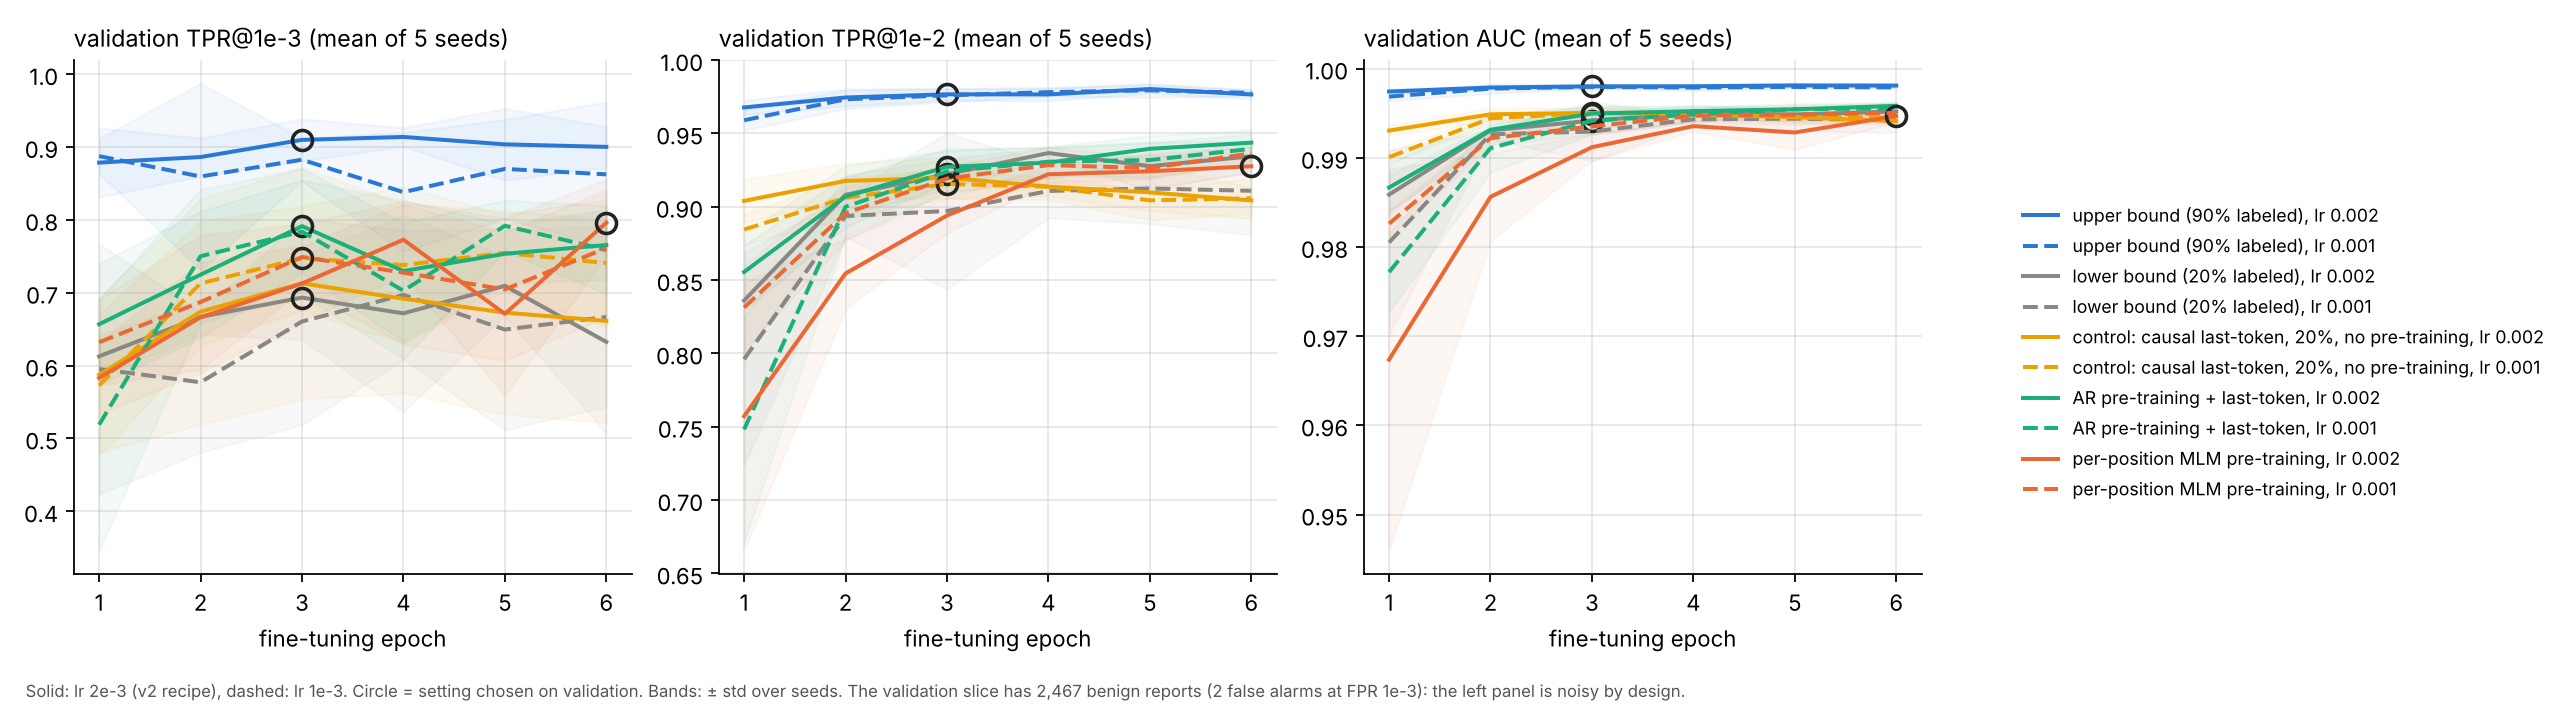 validation TPR@1e-3 (mean of 5 seeds)
1.0
0.9
0.8
0.7
0.6
0.5
0.4
1 2 3 4 5 6
fine-tuning epoch
validation TPR@1e-2 (mean of 5 seeds)
1.00
0.95
0.90
0.85
0.80
0.75
0.70
0.65
1 2 3 4 5 6
fine-tuning epoch
validation AUC (mean of 5 seeds)
1.00
0.99
0.98
0.97
0.96
0.95
1 2 3 4 5 6
fine-tuning epoch
upper bound (90% labeled), lr 0.002
upper bound (90% labeled), lr 0.001
lower bound (20% labeled), lr 0.002
lower bound (20% labeled), lr 0.001
control: causal last-token, 20%, no pre-training, lr 0.002
control: causal last-token, 20%, no pre-training, lr 0.001
AR pre-training + last-token, lr 0.002
AR pre-training + last-token, lr 0.001
per-position MLM pre-training, lr 0.002
per-position MLM pre-training, lr 0.001
Solid: lr 2e-3 (v2 recipe), dashed: lr 1e-3. Circle = setting chosen on validation. Bands: ± std over seeds. The validation slice has 2,467 benign reports (2 false alarms at FPR 1e-3): the left panel is noisy by design.